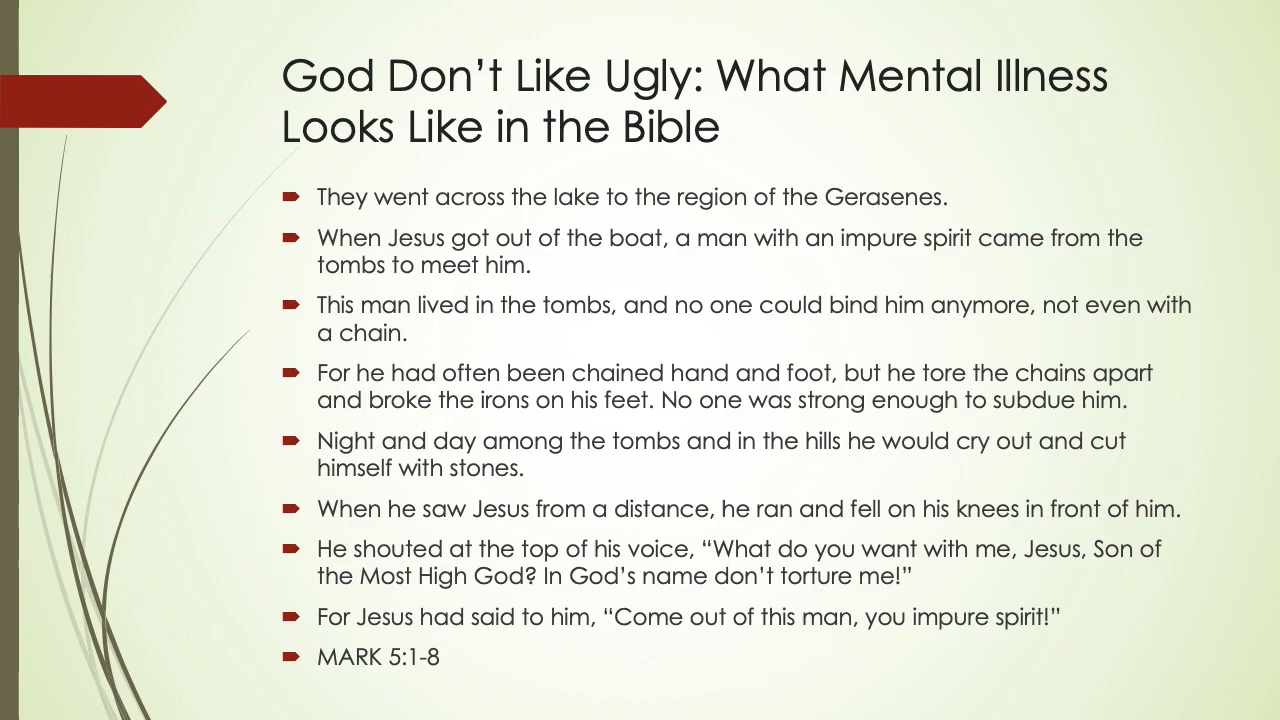 God Don’t Like Ugly: What Mental Illness
Looks Like in the Bible
They went across the lake to the region of the Gerasenes.
When Jesus got out of the boat, a man with an impure spirit came from the
tombs to meet him.
This man lived in the tombs, and no one could bind him anymore, not even with
a chain.
For he had often been chained hand and foot, but he tore the chains apart
and broke the irons on his feet. No one was strong enough to subdue him.
Night and day among the tombs and in the hills he would cry out and cut
himself with stones.
When he saw Jesus from a distance, he ran and fell on his knees in front of him.
He shouted at the top of his voice, “What do you want with me, Jesus, Son of
the Most High God? In God’s name don’t torture me!”
For Jesus had said to him, “Come out of this man, you impure spirit!”
MARK 5:1-8